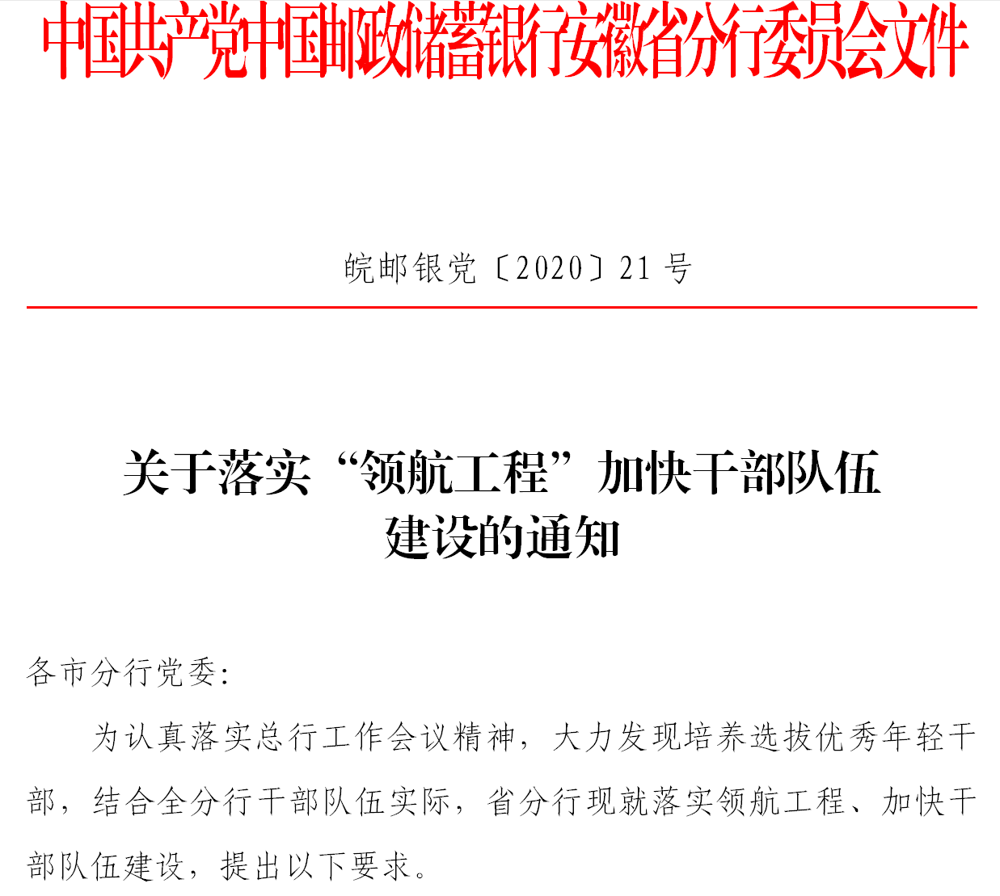 中国共产党中国邮政储蓄银行安徽省分行委员会文件
皖邮银党〔2020〕21 号
关于落实“领航工程”加快干部队伍
建设的通知
各市分行党委：
为认真落实总行工作会议精神，大力发现培养选拔优秀年轻干
部，结合全分行干部队伍实际，省分行现就落实领航工程、加快干
部队伍建设，提出以下要求。